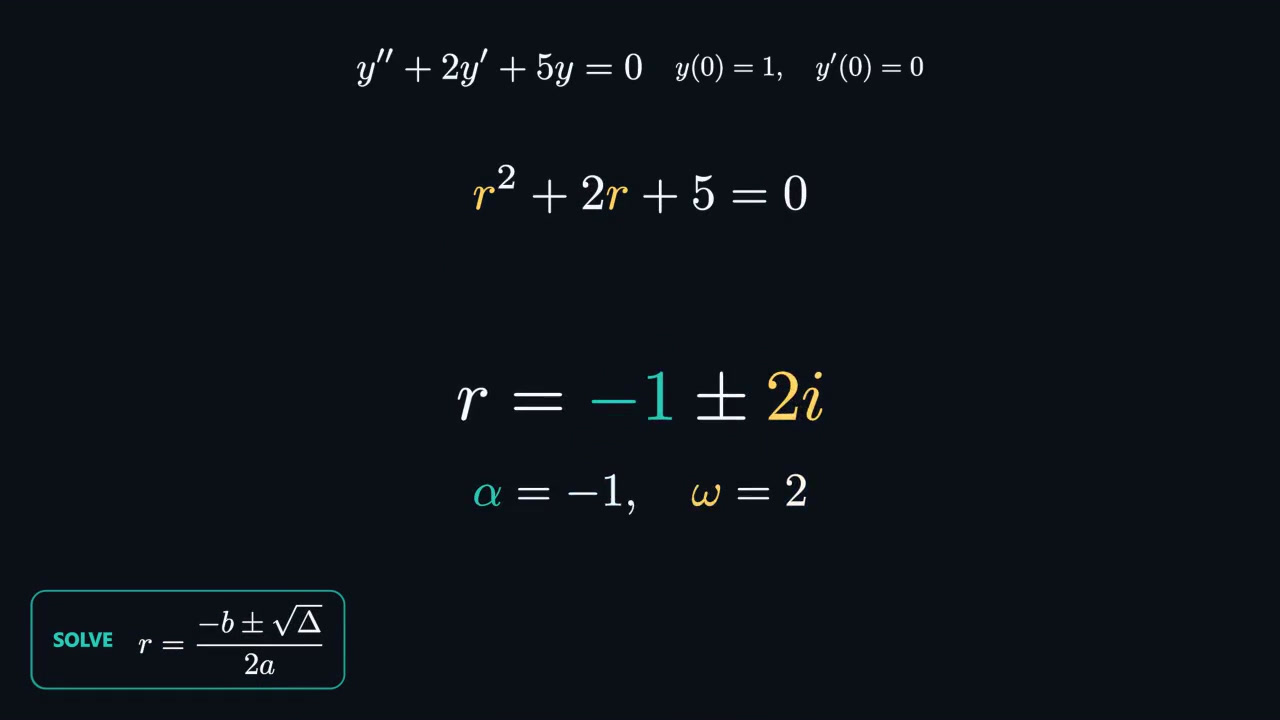 y″ + 2y′ + 5y = 0 y(0) = 1, y′(0) = 0
r² + 2r + 5 = 0
r = −1 ± 2i
α = −1, ω = 2
SOLVE r = (−b ± √Δ) / 2a